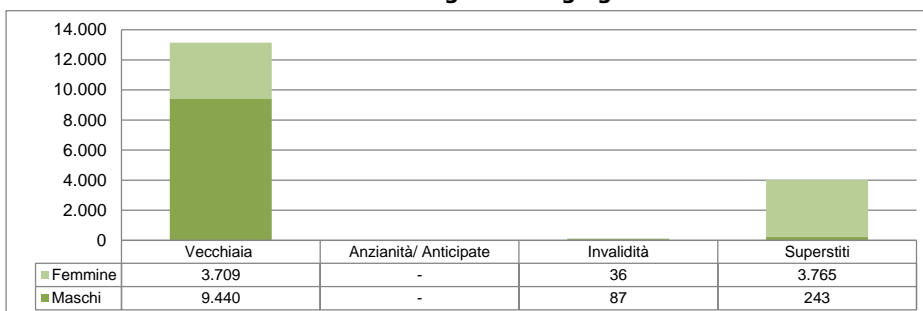 14.000
12.000
10.000
8.000
6.000
4.000
2.000
0
Vecchiaia Anzianità/ Anticipate Invalidità Superstiti
Femmine 3.709 - 36 3.765
Maschi 9.440 - 87 243